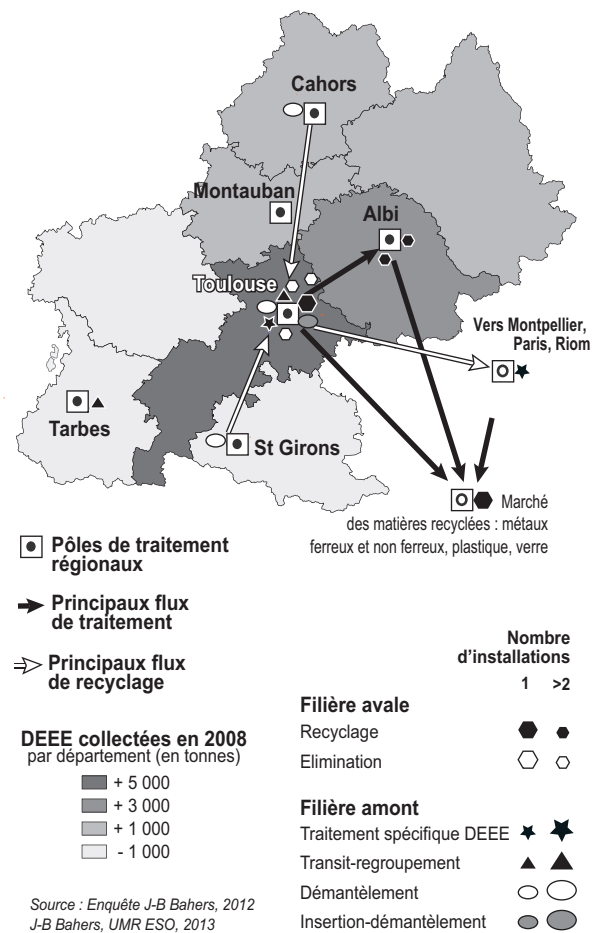 Cahors
Montauban
Albi
Toulouse
Vers Montpellier,
Paris, Riom
Tarbes
St Girons
Marché
des matières recyclées : métaux
ferreux et non ferreux, plastique, verre
Pôles de traitement
régionaux
Principaux flux
de traitement
Principaux flux
de recyclage
DEEE collectées en 2008
par département (en tonnes)
+ 5 000
+ 3 000
+ 1 000
- 1 000
Source : Enquête J-B Bahers, 2012
J-B Bahers, UMR ESO, 2013
Nombre
d'installations
1 >2
Filière avale
Recyclage
Elimination
Filière amont
Traitement spécifique DEEE
Transit-regroupement
Démantèlement
Insertion-démantèlement